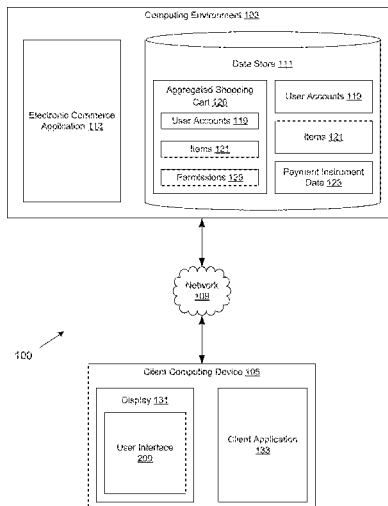 Computing Environment 103
Data Store 111
Electronic Commerce
Application 112
Aggregated Shopping
Cart 120
User Accounts 119
Items 121
Permissions 129
User Accounts 119
Items 121
Payment Instrument
Data 123
Network
109
100
Client Computing Device 105
Display 131
User Interface
200
Client Application
133